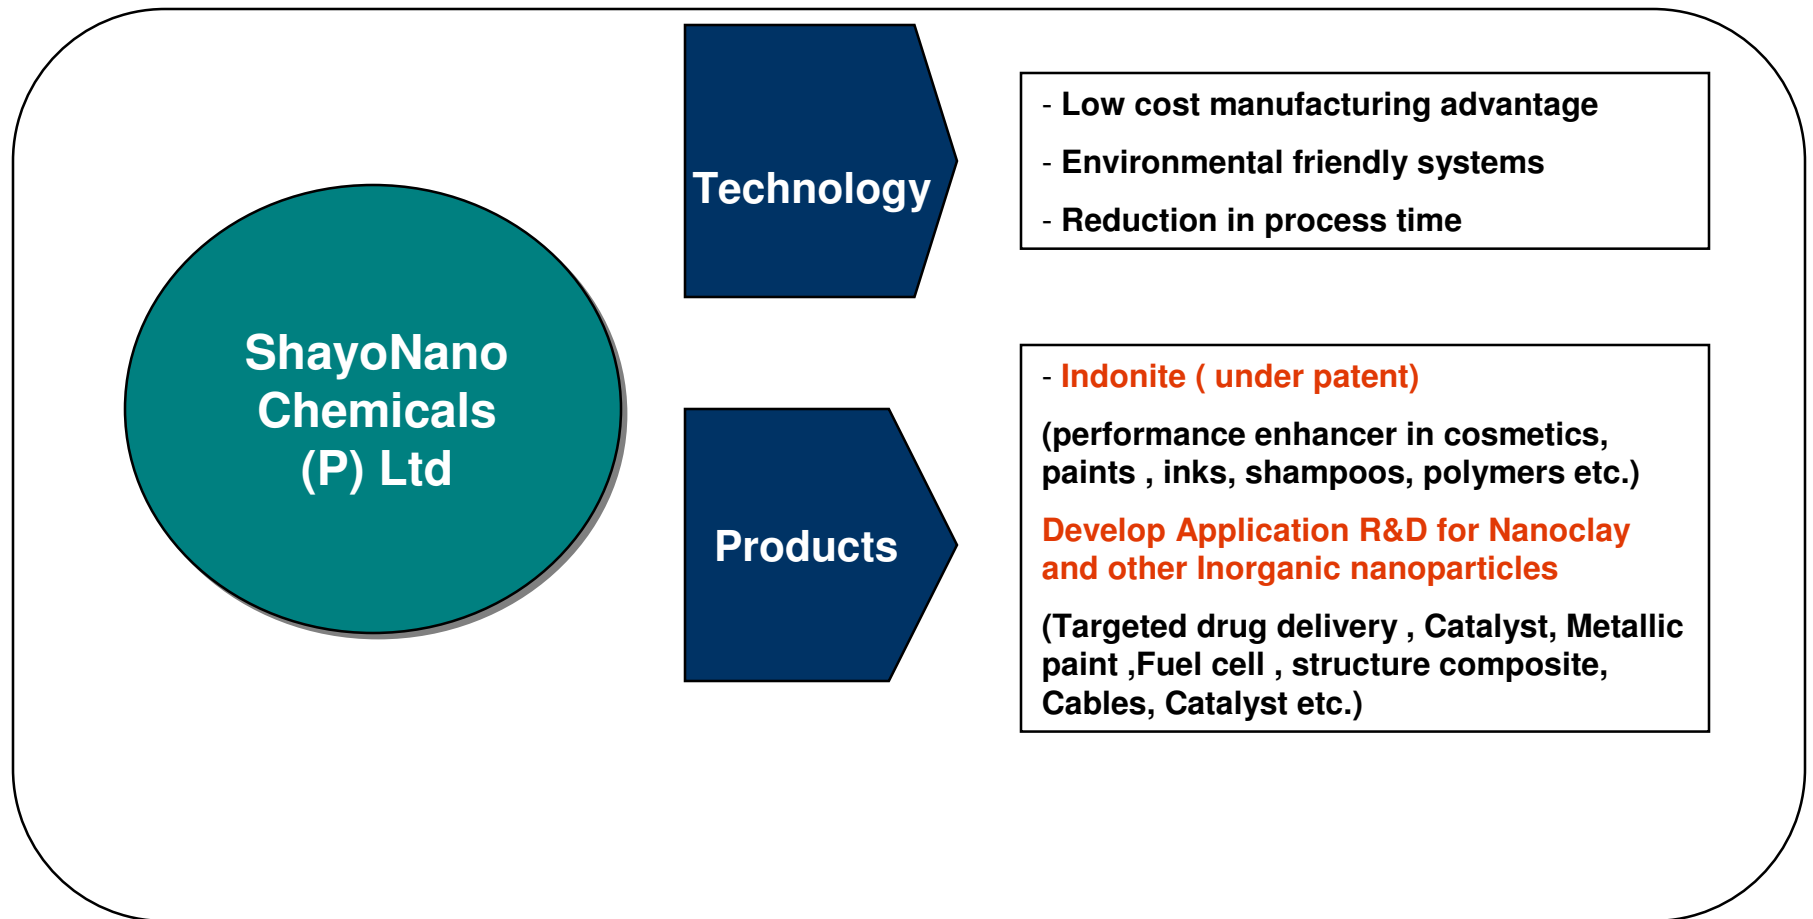 ShayoNano
Chemicals
(P) Ltd
Technology
- Low cost manufacturing advantage
- Environmental friendly systems
- Reduction in process time
Products
- Indonite ( under patent)
(performance enhancer in cosmetics,
paints , inks, shampoos, polymers etc.)
Develop Application R&D for Nanoclay
and other Inorganic nanoparticles
(Targeted drug delivery , Catalyst, Metallic
paint ,Fuel cell , structure composite,
Cables, Catalyst etc.)